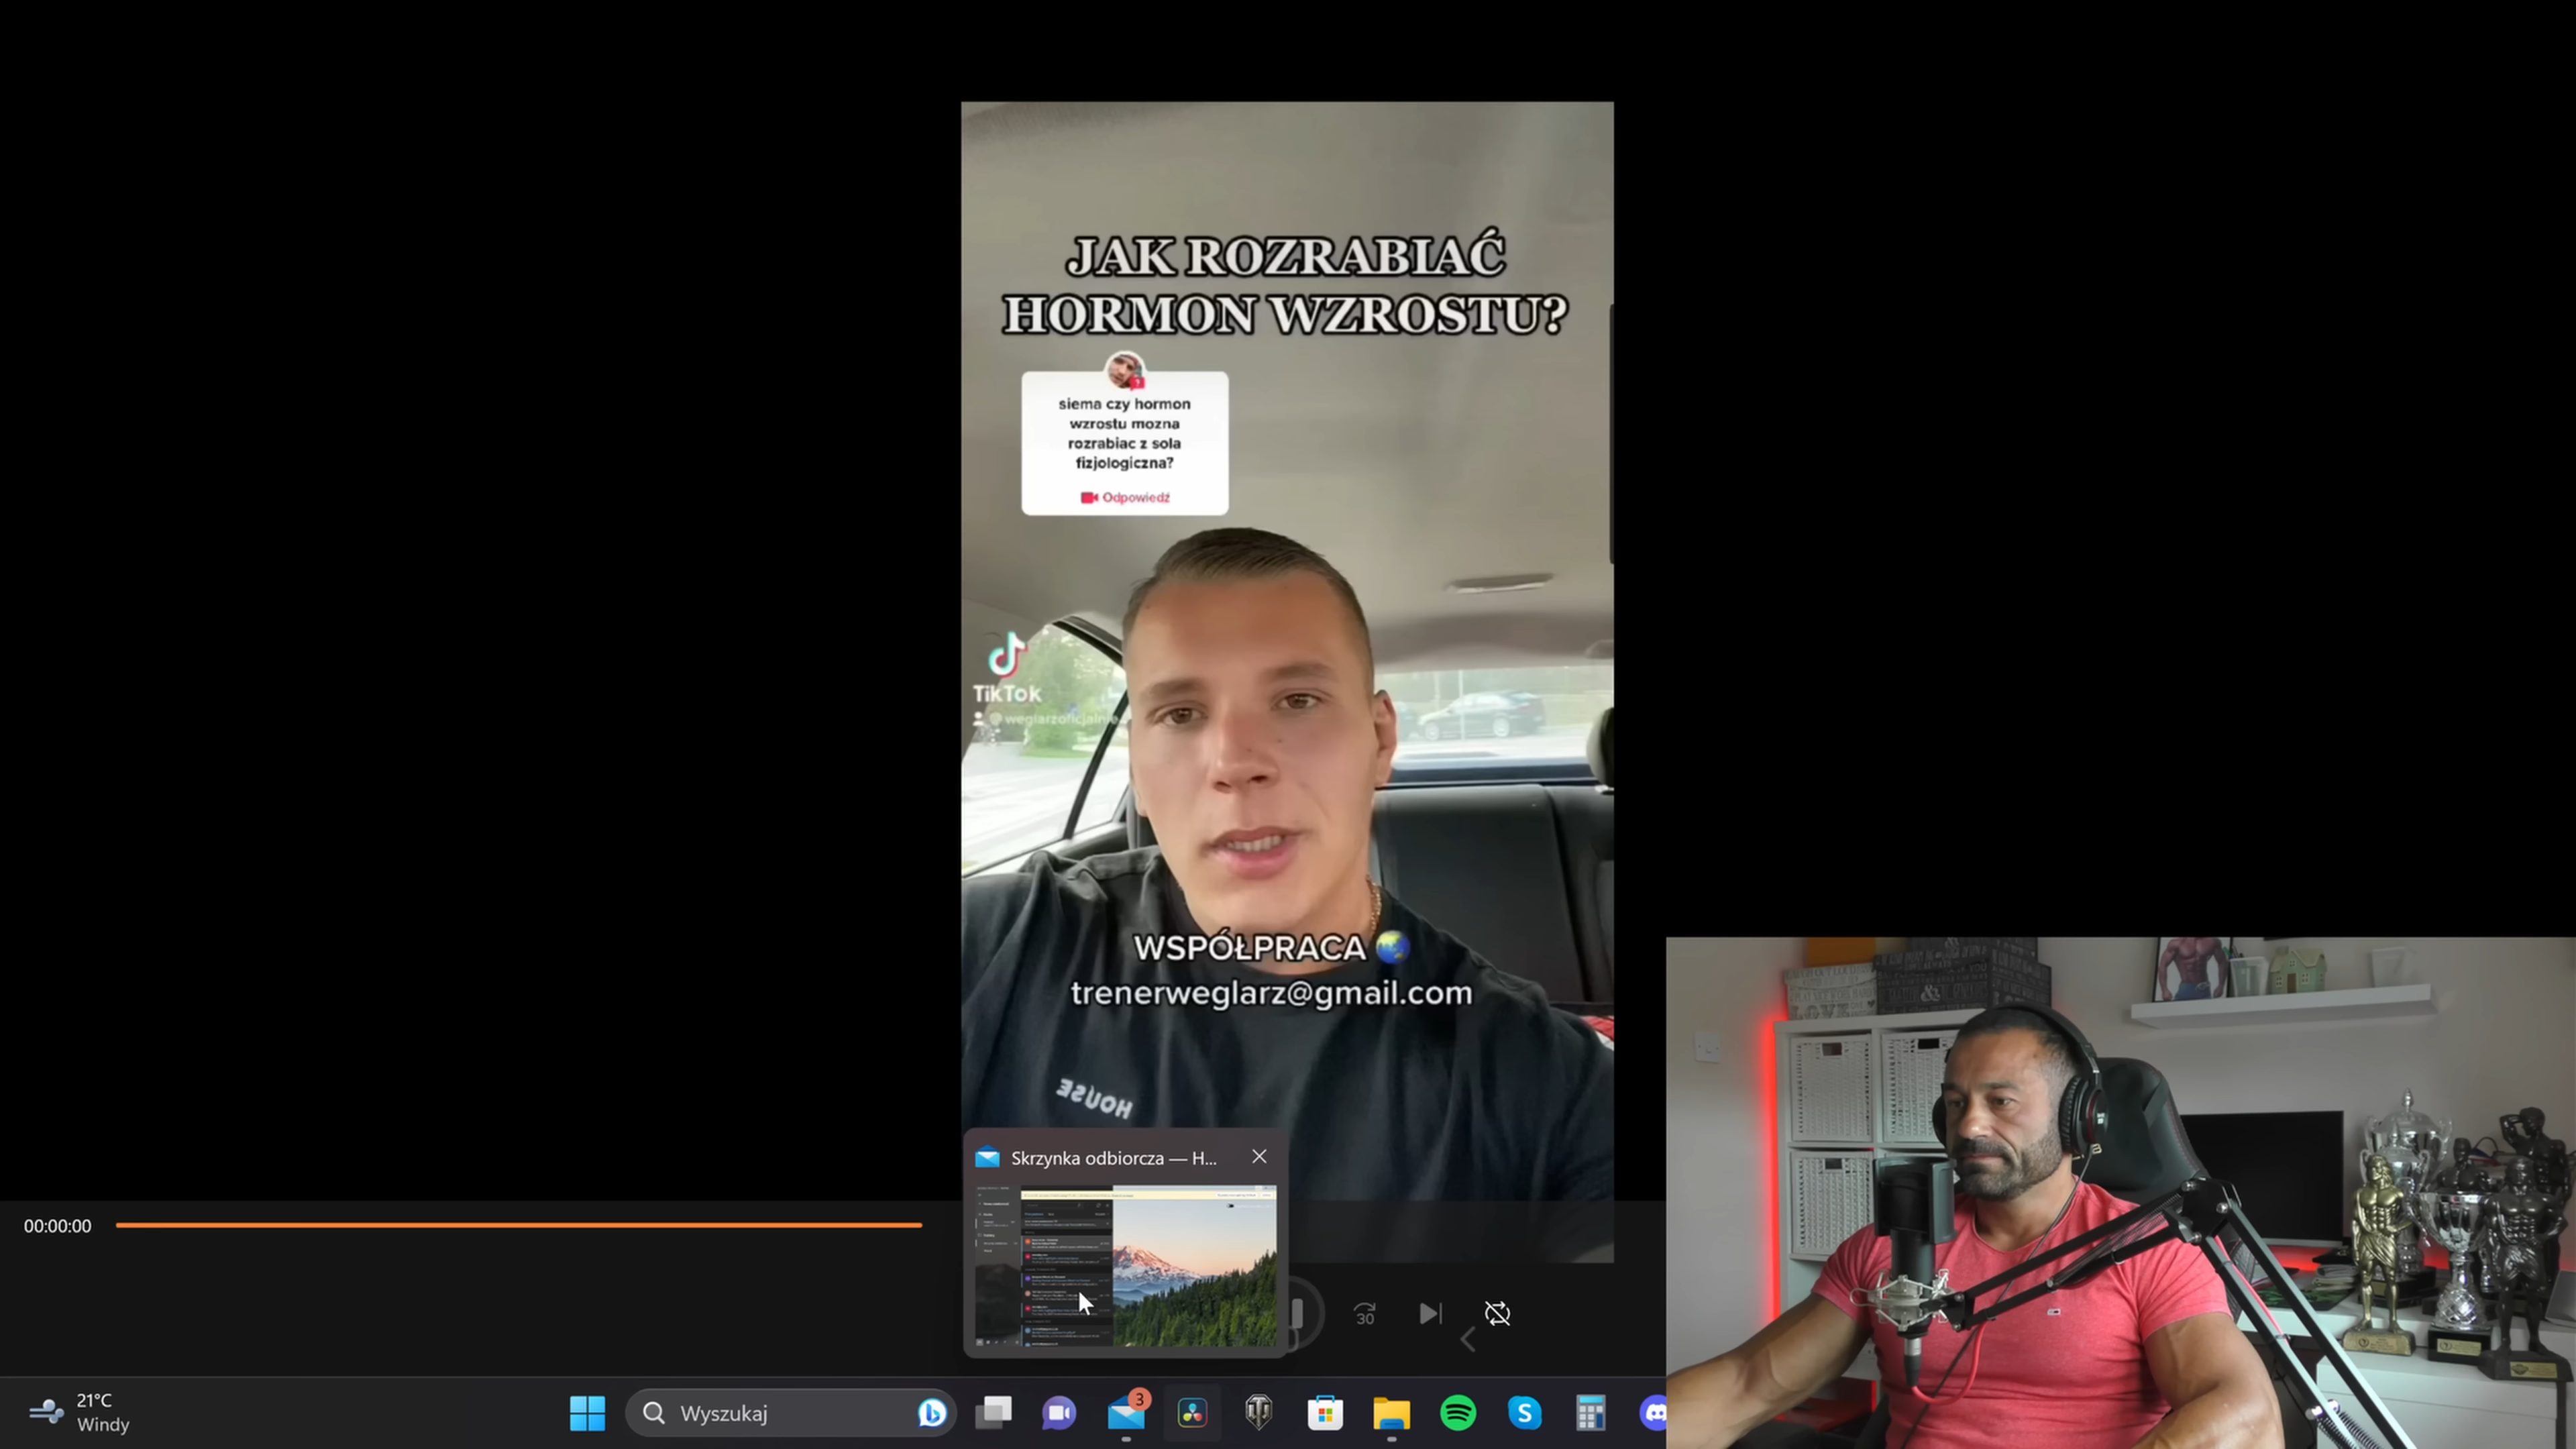 JAK ROZRABIAĆ
HORMON WZROSTU?
siema czy hormon
wzrostu mozna
rozrabiac z sola
fizjologiczna?
Odpowiedź
TikTok
@weglarzoficjalnie
WSPÓŁPRACA
trenerweglarz@gmail.com
HOUSE
Skrzynka odbiorcza — H...
00:00:00
30
21°C
Windy
Wyszukaj
3